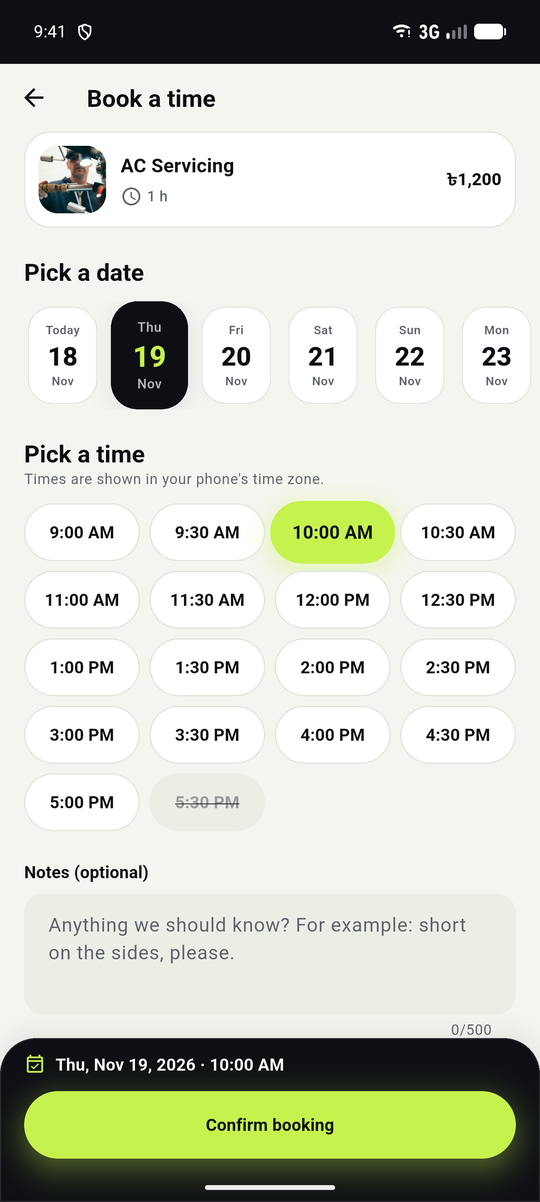 9:41
3G
Book a time
AC Servicing
1 h
৳1,200
Pick a date
Today
18
Nov
Thu
19
Nov
Fri
20
Nov
Sat
21
Nov
Sun
22
Nov
Mon
23
Nov
Pick a time
Times are shown in your phone's time zone.
9:00 AM 9:30 AM 10:00 AM 10:30 AM
11:00 AM 11:30 AM 12:00 PM 12:30 PM
1:00 PM 1:30 PM 2:00 PM 2:30 PM
3:00 PM 3:30 PM 4:00 PM 4:30 PM
5:00 PM 5:30 PM
Notes (optional)
Anything we should know? For example: short
on the sides, please.
0/500
Thu, Nov 19, 2026 · 10:00 AM
Confirm booking